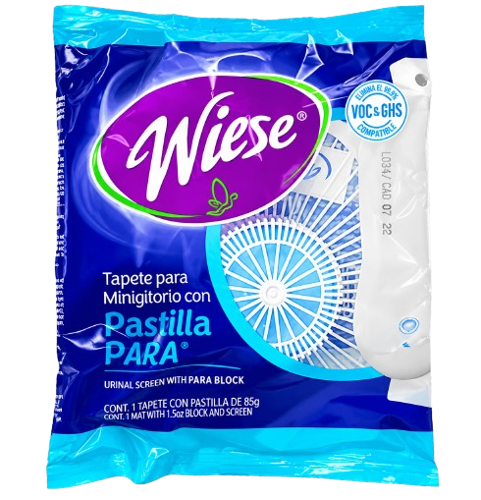 Wiese®
ELIMINA EL 99.9%
VOC & GHS
COMPATIBLE
L034/ CAD 07 22
Tapete para
Minigitorio con
Pastilla
PARA®
URINAL SCREEN WITH PARA BLOCK
CONT. 1 TAPETE CON PASTILLA DE 85g
CONT. 1 MAT WITH 1.5oz BLOCK AND SCREEN